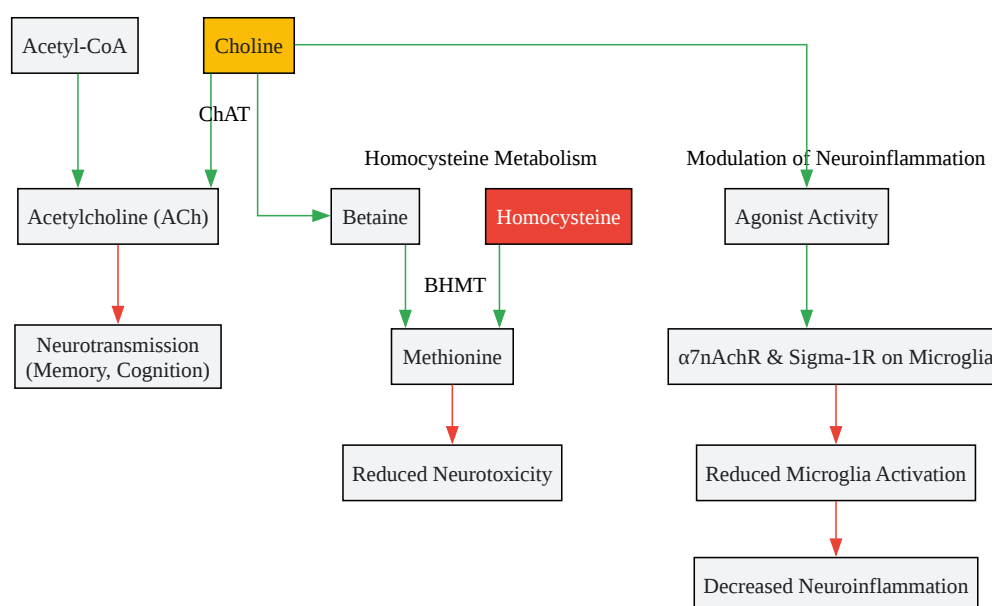 Acetyl-CoA
Choline
ChAT
Homocysteine Metabolism
Modulation of Neuroinflammation
Acetylcholine (ACh)
Betaine
Homocysteine
Agonist Activity
BHMT
Neurotransmission
(Memory, Cognition)
Methionine
α7nAchR & Sigma-1R on Microglia
Reduced Neurotoxicity
Reduced Microglia Activation
Decreased Neuroinflammation